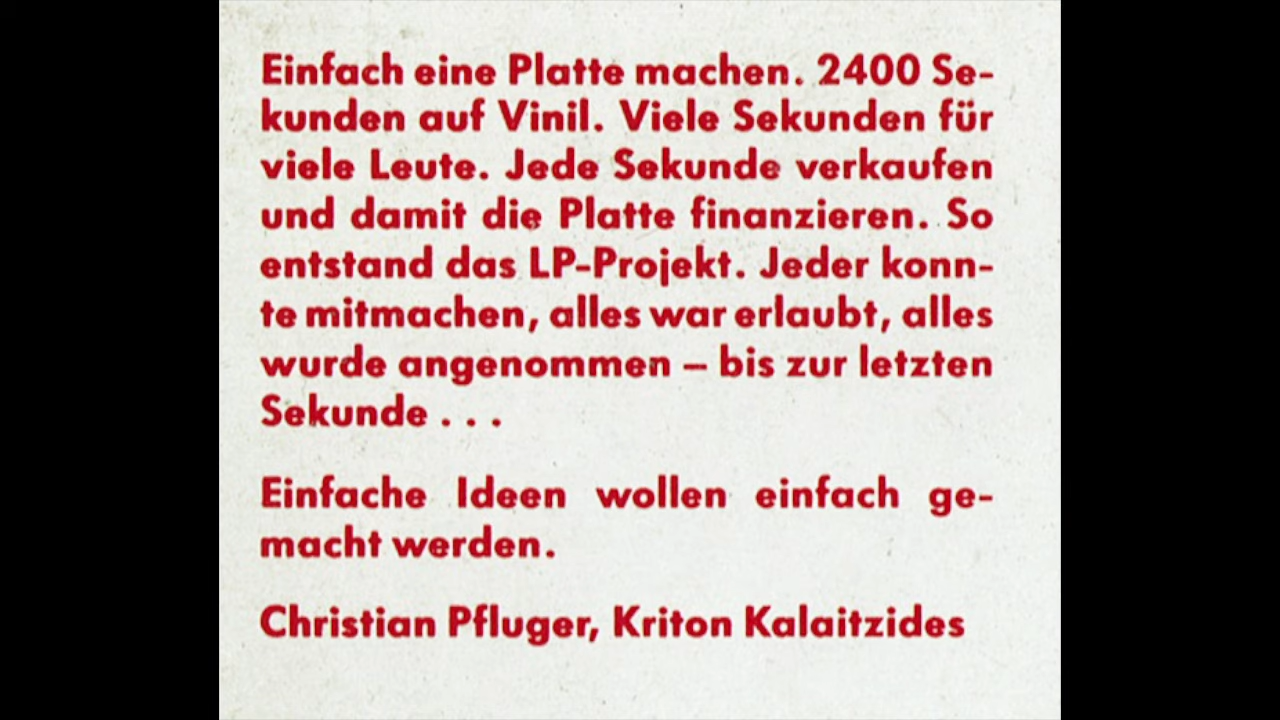 Einfach eine Platte machen. 2400 Se-
kunden auf Vinil. Viele Sekunden für
viele Leute. Jede Sekunde verkaufen
und damit die Platte finanzieren. So
entstand das LP-Projekt. Jeder konn-
te mitmachen, alles war erlaubt, alles
wurde angenommen – bis zur letzten
Sekunde . . .
Einfache Ideen wollen einfach ge-
macht werden.
Christian Pfluger, Kriton Kalaitzides